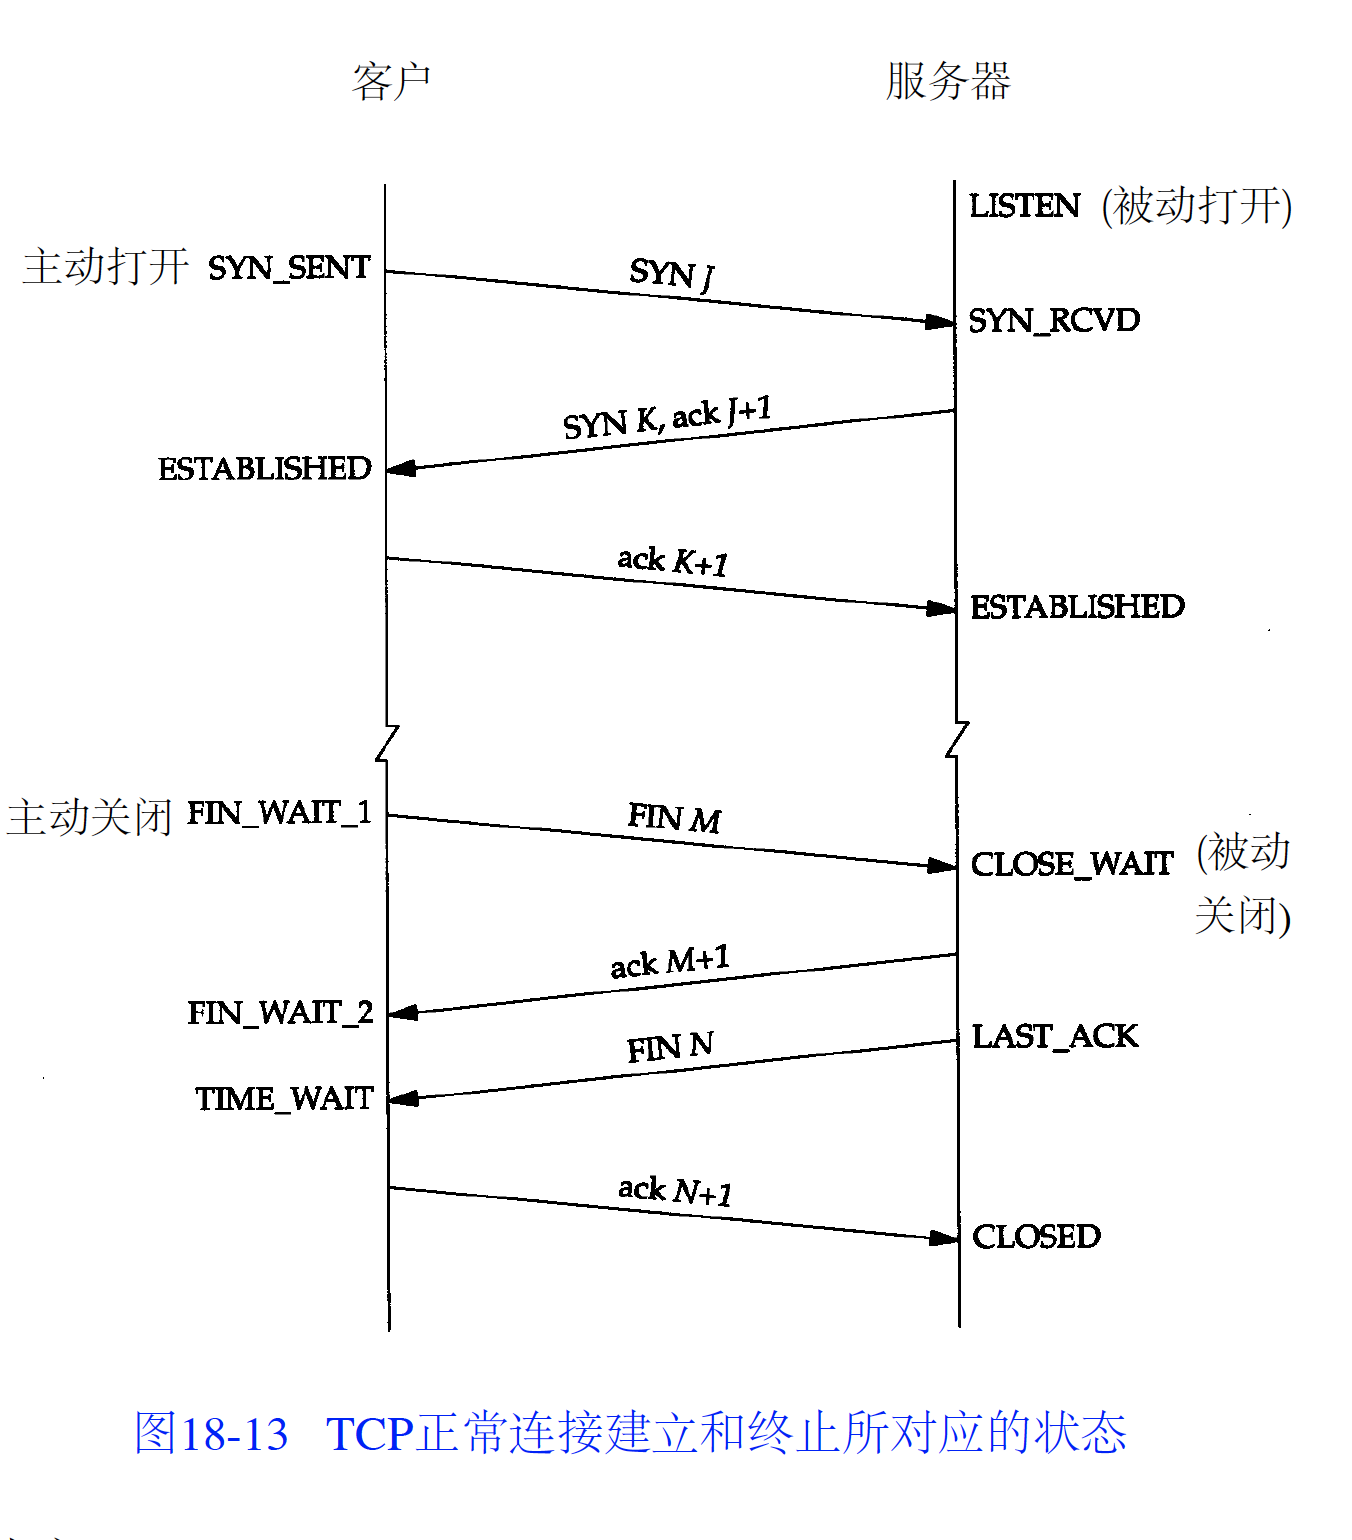 客户 服务器
LISTEN (被动打开)
主动打开 SYN_SENT SYN J
SYN_RCVD
SYN K, ack J+1
ESTABLISHED
ack K+1
ESTABLISHED
主动关闭 FIN_WAIT_1 FIN M
CLOSE_WAIT (被动
关闭)
ack M+1
FIN_WAIT_2
FIN N LAST_ACK
TIME_WAIT
ack N+1
CLOSED
图18-13 TCP正常连接建立和终止所对应的状态